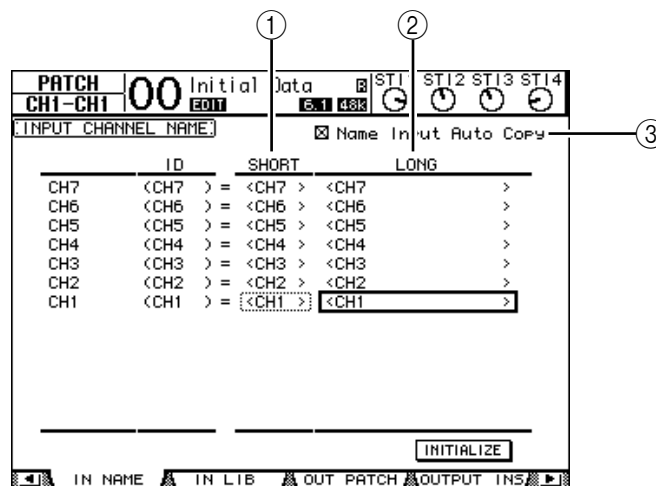 ① ②
PATCH 00 Initial Data R ST1 ST12 ST13 ST14
CH1-CH1 EDIT 6.1 48k
INPUT CHANNEL NAME ☒ Name Input Auto Copy ③
ID SHORT LONG
CH7 (CH7 ) = <CH7 > <CH7 >
CH6 (CH6 ) = <CH6 > <CH6 >
CH5 (CH5 ) = <CH5 > <CH5 >
CH4 (CH4 ) = <CH4 > <CH4 >
CH3 (CH3 ) = <CH3 > <CH3 >
CH2 (CH2 ) = <CH2 > <CH2 >
CH1 (CH1 ) = <CH1 > <CH1 >
INITIALIZE
IN NAME IN LIB OUT PATCH OUTPUT INS